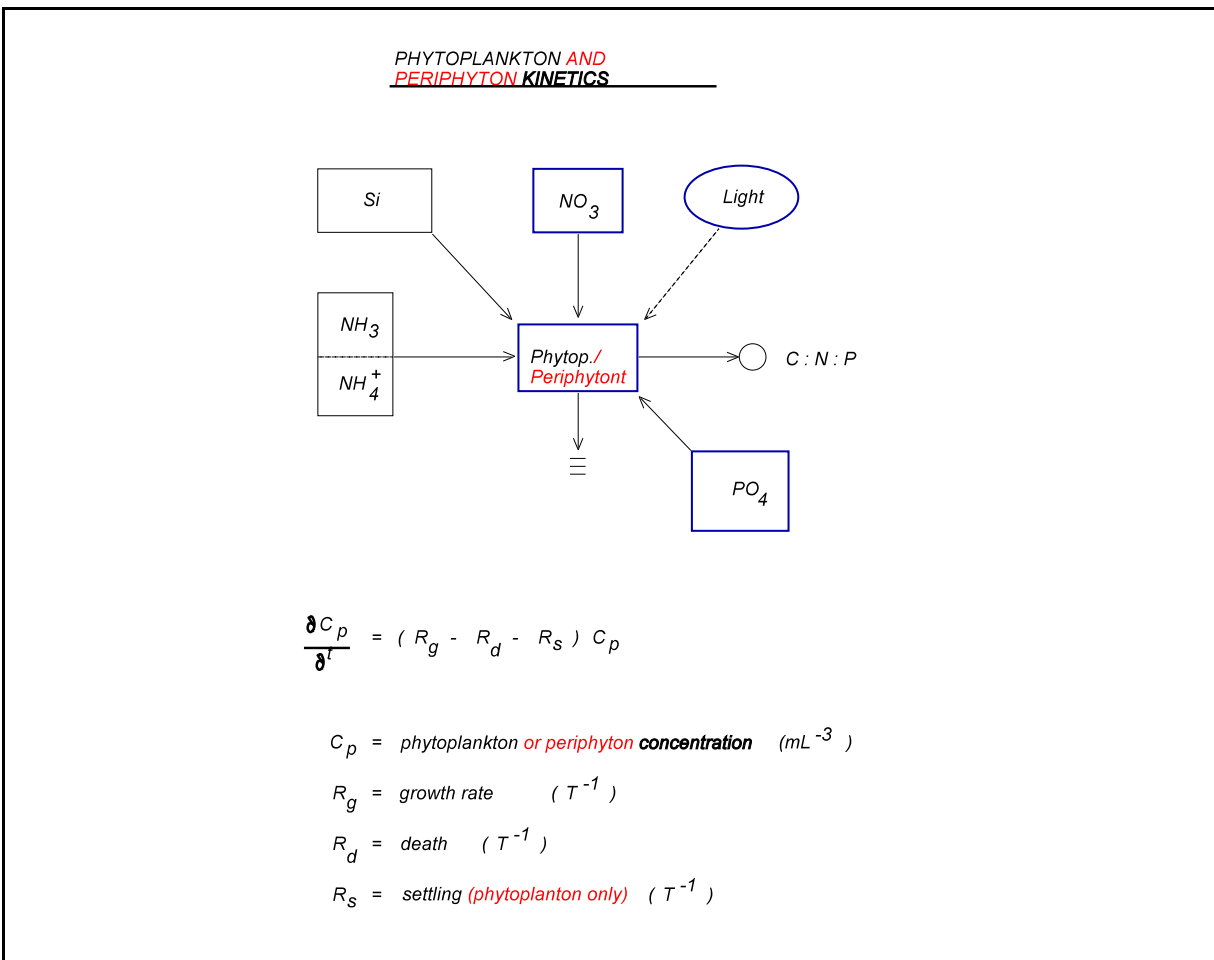 PHYTOPLANKTON AND
PERIPHYTON KINETICS
Si
NO3
Light
NH3
NH4+
Phytop./
Periphytont
C : N : P
PO4
∂Cp/∂t = ( Rg - Rd - Rs ) Cp
Cp = phytoplankton or periphyton concentration (mL-3 )
Rg = growth rate ( T-1 )
Rd = death ( T-1 )
Rs = settling (phytoplanton only) ( T-1 )